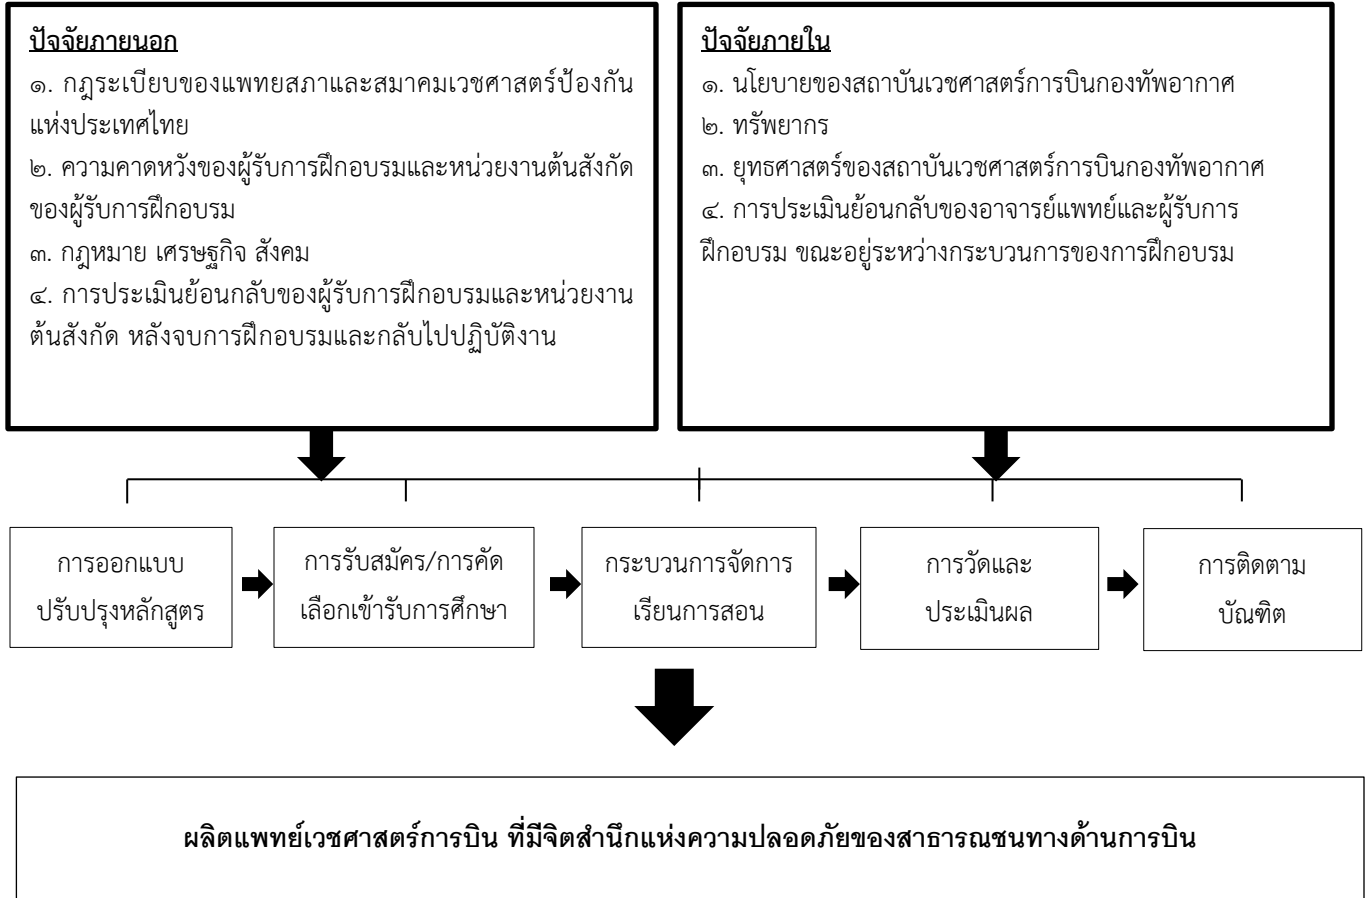 ปัจจัยภายนอก
๑. กฎระเบียบของแพทยสภาและสมาคมเวชศาสตร์ป้องกัน
แห่งประเทศไทย
๒. ความคาดหวังของผู้รับการฝึกอบรมและหน่วยงานต้นสังกัด
ของผู้รับการฝึกอบรม
๓. กฎหมาย เศรษฐกิจ สังคม
๔. การประเมินย้อนกลับของผู้รับการฝึกอบรมและหน่วยงาน
ต้นสังกัด หลังจบการฝึกอบรมและกลับไปปฏิบัติงาน
ปัจจัยภายใน
๑. นโยบายของสถาบันเวชศาสตร์การบินกองทัพอากาศ
๒. ทรัพยากร
๓. ยุทธศาสตร์ของสถาบันเวชศาสตร์การบินกองทัพอากาศ
๔. การประเมินย้อนกลับของอาจารย์แพทย์และผู้รับการ
ฝึกอบรม ขณะอยู่ระหว่างกระบวนการของการฝึกอบรม
การออกแบบ
ปรับปรุงหลักสูตร
การรับสมัคร/การคัด
เลือกเข้ารับการศึกษา
กระบวนการจัดการ
เรียนการสอน
การวัดและ
ประเมินผล
การติดตาม
บัณฑิต
ผลิตแพทย์เวชศาสตร์การบิน ที่มีจิตสำนึกแห่งความปลอดภัยของสาธารณชนทางด้านการบิน